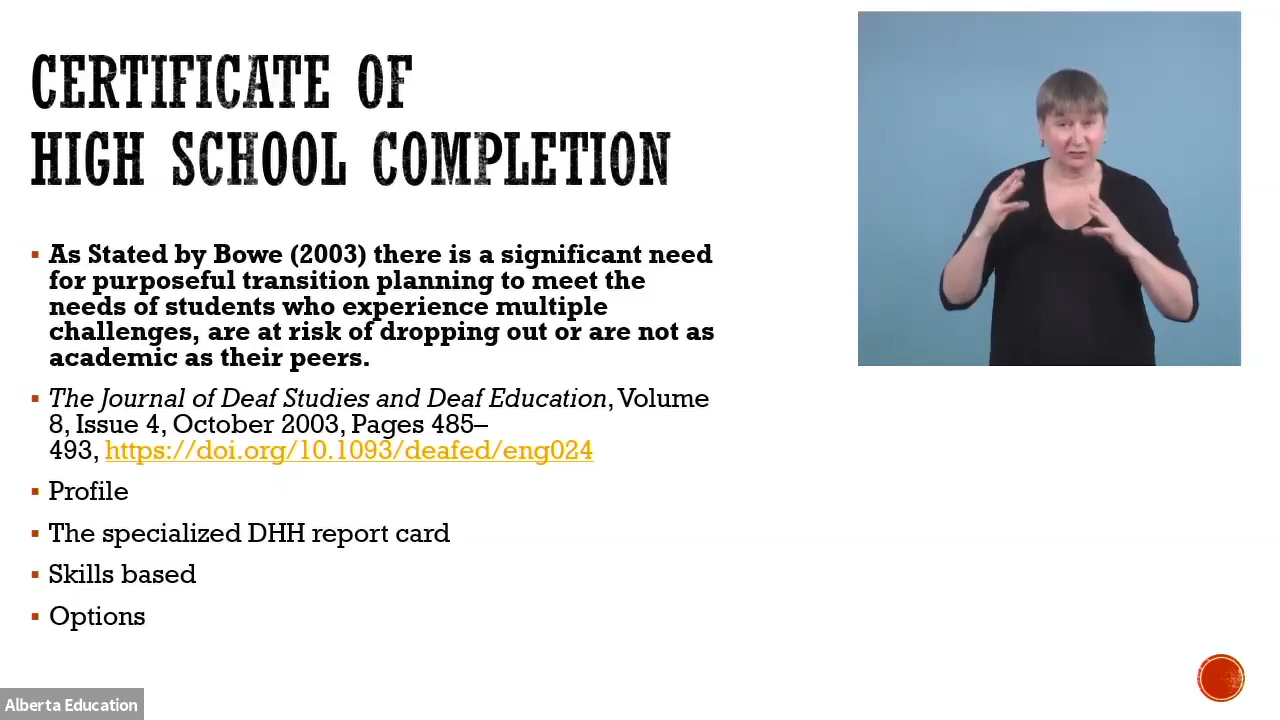 CERTIFICATE OF
HIGH SCHOOL COMPLETION
As Stated by Bowe (2003) there is a significant need
for purposeful transition planning to meet the
needs of students who experience multiple
challenges, are at risk of dropping out or are not as
academic as their peers.
The Journal of Deaf Studies and Deaf Education, Volume
8, Issue 4, October 2003, Pages 485–
493, https://doi.org/10.1093/deafed/eng024
Profile
The specialized DHH report card
Skills based
Options
Alberta Education